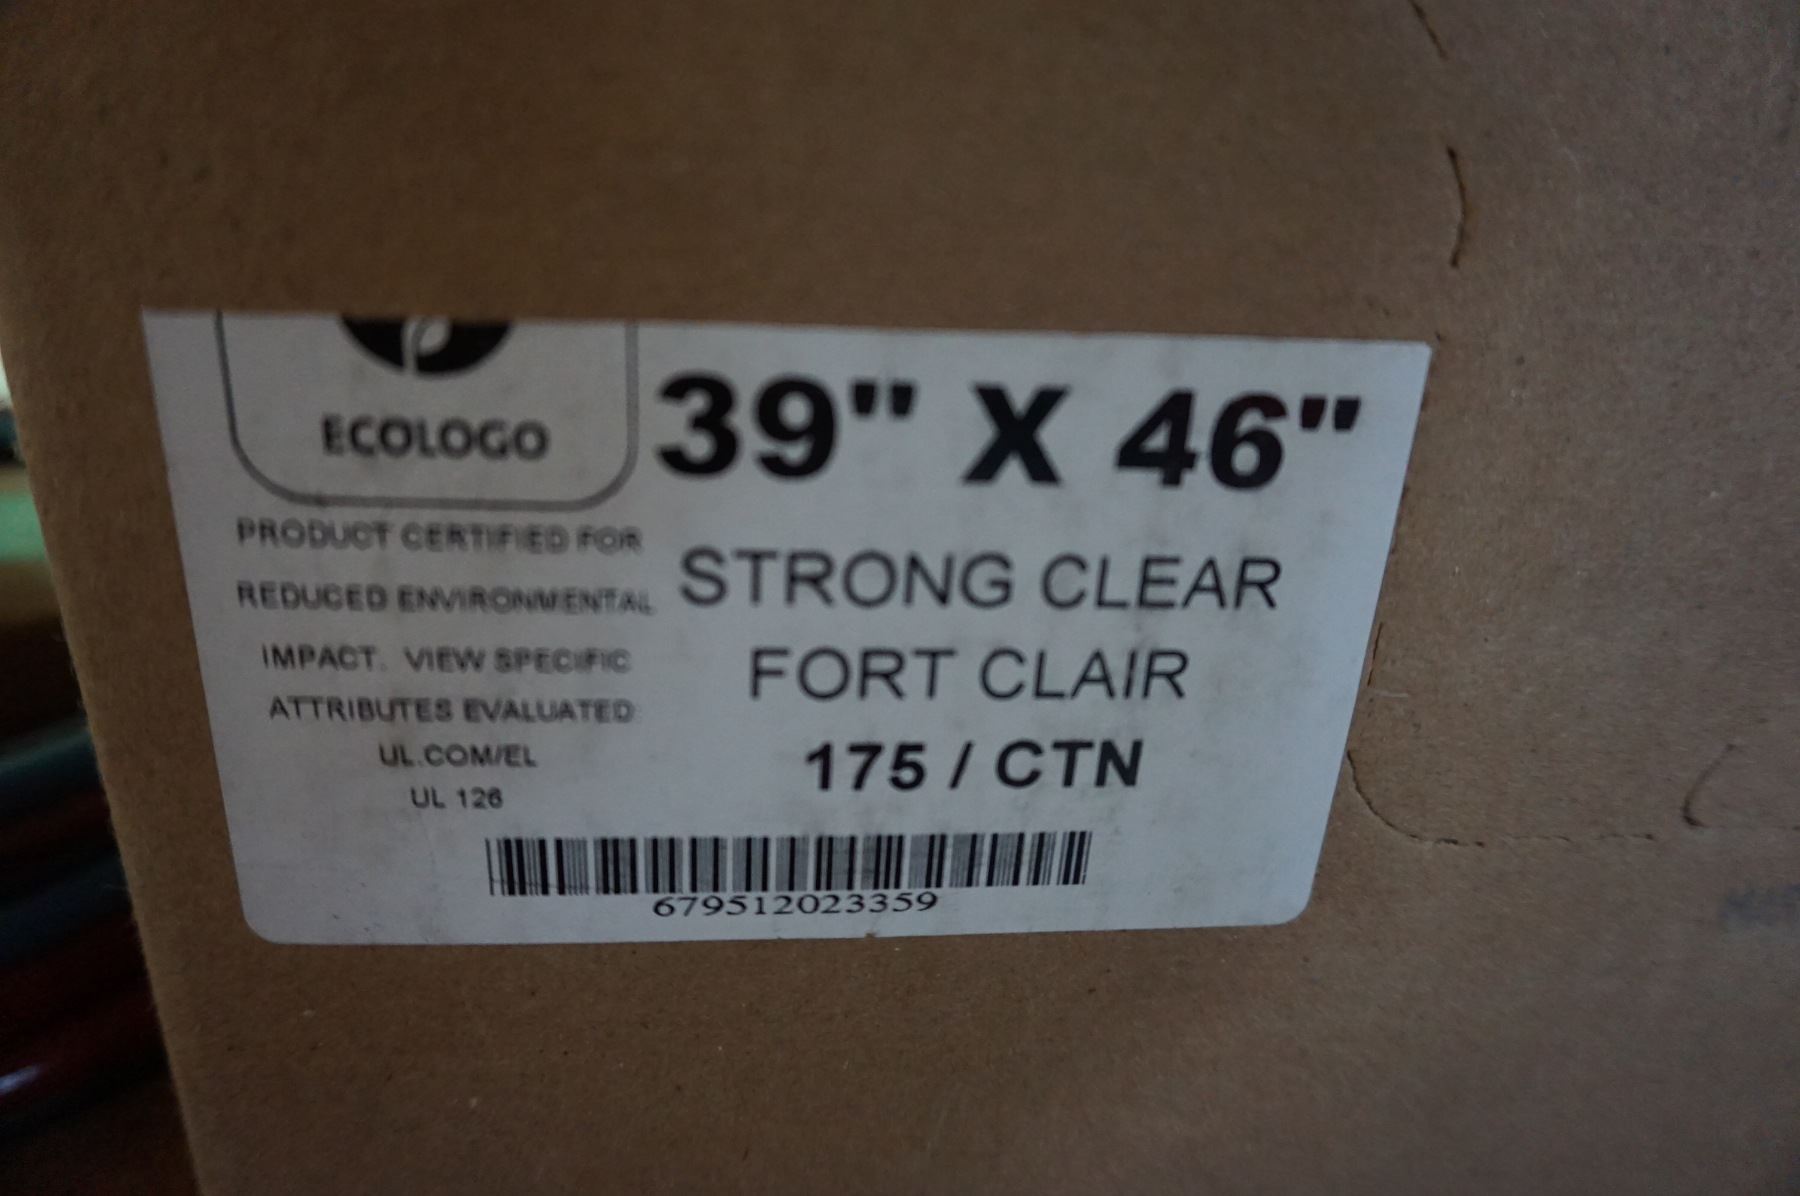 ECOLOGO
PRODUCT CERTIFIED FOR
REDUCED ENVIRONMENTAL
IMPACT. VIEW SPECIFIC
ATTRIBUTES EVALUATED
UL.COM/EL
UL 126
39" X 46"
STRONG CLEAR
FORT CLAIR
175 / CTN
679512023359